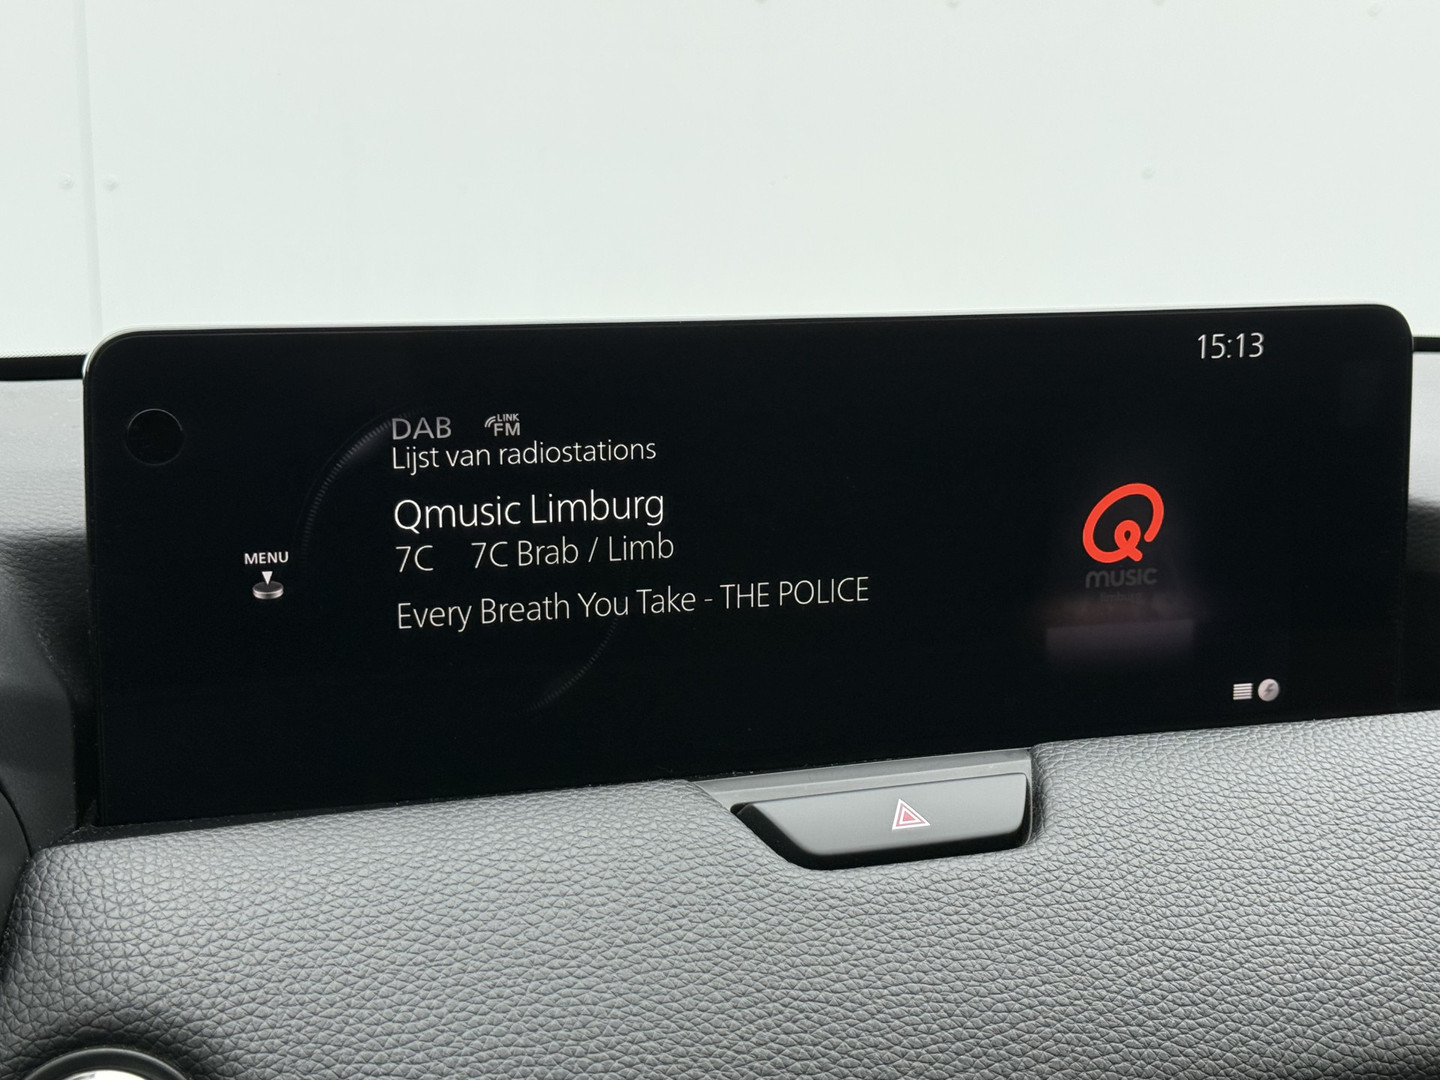 15:13
DAB LINK FM
Lijst van radiostations
Qmusic Limburg
7C 7C Brab / Limb
Every Breath You Take - THE POLICE
MENU
Q
music